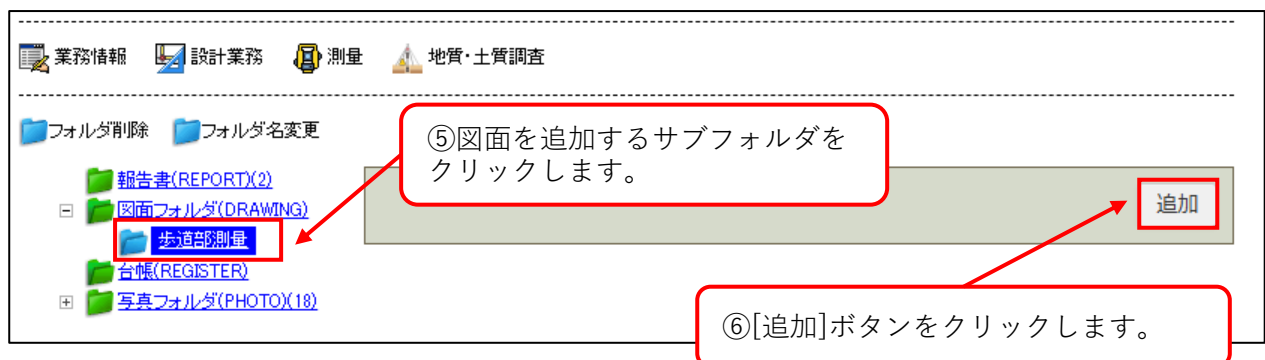 業務情報 設計業務 測量 地質・土質調査
フォルダ削除 フォルダ名変更
⑤図面を追加するサブフォルダを
クリックします。
報告書(REPORT)(2)
図面フォルダ(DRAWING)
追加
歩道部測量
台帳(REGISTER)
写真フォルダ(PHOTO)(18)
⑥[追加]ボタンをクリックします。